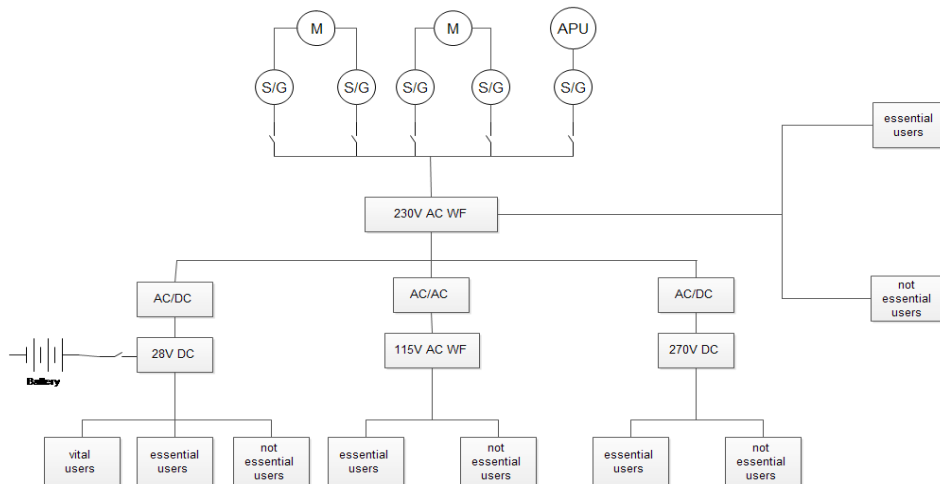 M
M
APU
S/G
S/G
S/G
S/G
S/G
essential
users
230V AC WF
not
essential
users
AC/DC
AC/AC
AC/DC
28V DC
115V AC WF
270V DC
Battery
vital
users
essential
users
not
essential
users
essential
users
not
essential
users
essential
users
not
essential
users